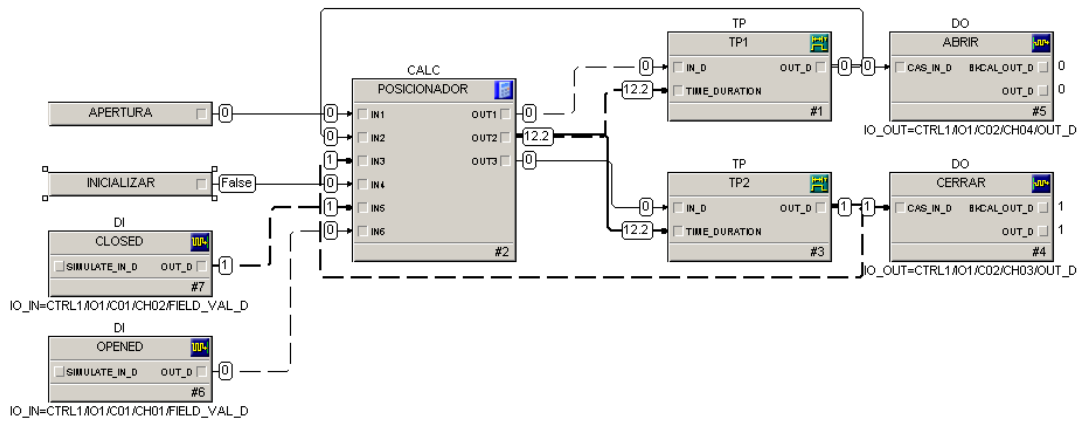 TP
DO
TP1
ABRIR
CALC
POSICIONADOR
0
IN_D
OUT_D
0
0
CAS_IN_D
BKCAL_OUT_D
0
12.2
TIME_DURATION
OUT_D
0
#1
#5
IO_OUT=CTRL1/IO1/C02/CH04/OUT_D
APERTURA
0
0
IN1
OUT1
0
0
IN2
OUT2
12.2
1
IN3
OUT3
0
TP
DO
TP2
CERRAR
INICIALIZAR
False
0
IN4
1
IN5
0
IN6
#2
0
IN_D
OUT_D
1
1
CAS_IN_D
BKCAL_OUT_D
1
12.2
TIME_DURATION
OUT_D
1
#3
#4
IO_OUT=CTRL1/IO1/C02/CH03/OUT_D
DI
CLOSED
SIMULATE_IN_D
OUT_D
1
#7
IO_IN=CTRL1/IO1/C01/CH02/FIELD_VAL_D
DI
OPENED
SIMULATE_IN_D
OUT_D
0
#6
IO_IN=CTRL1/IO1/C01/CH01/FIELD_VAL_D